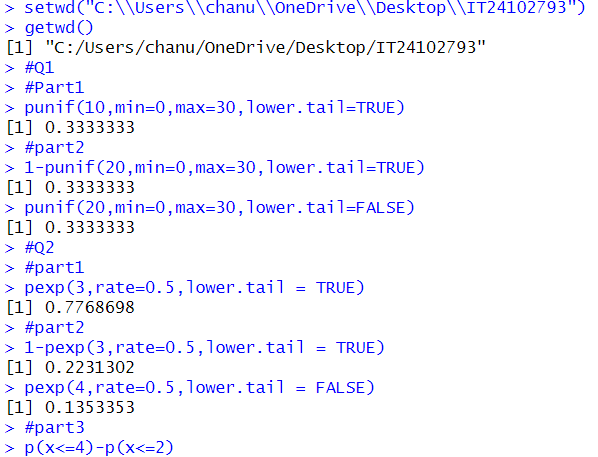 > setwd("C:\\Users\\chanu\\OneDrive\\Desktop\\IT24102793")
> getwd()
[1] "C:/Users/chanu/OneDrive/Desktop/IT24102793"
> #Q1
> #Part1
> punif(10,min=0,max=30,lower.tail=TRUE)
[1] 0.3333333
> #part2
> 1-punif(20,min=0,max=30,lower.tail=TRUE)
[1] 0.3333333
> punif(20,min=0,max=30,lower.tail=FALSE)
[1] 0.3333333
> #Q2
> #part1
> pexp(3,rate=0.5,lower.tail = TRUE)
[1] 0.7768698
> #part2
> 1-pexp(3,rate=0.5,lower.tail = TRUE)
[1] 0.2231302
> pexp(4,rate=0.5,lower.tail = FALSE)
[1] 0.1353353
> #part3
> p(x<=4)-p(x<=2)